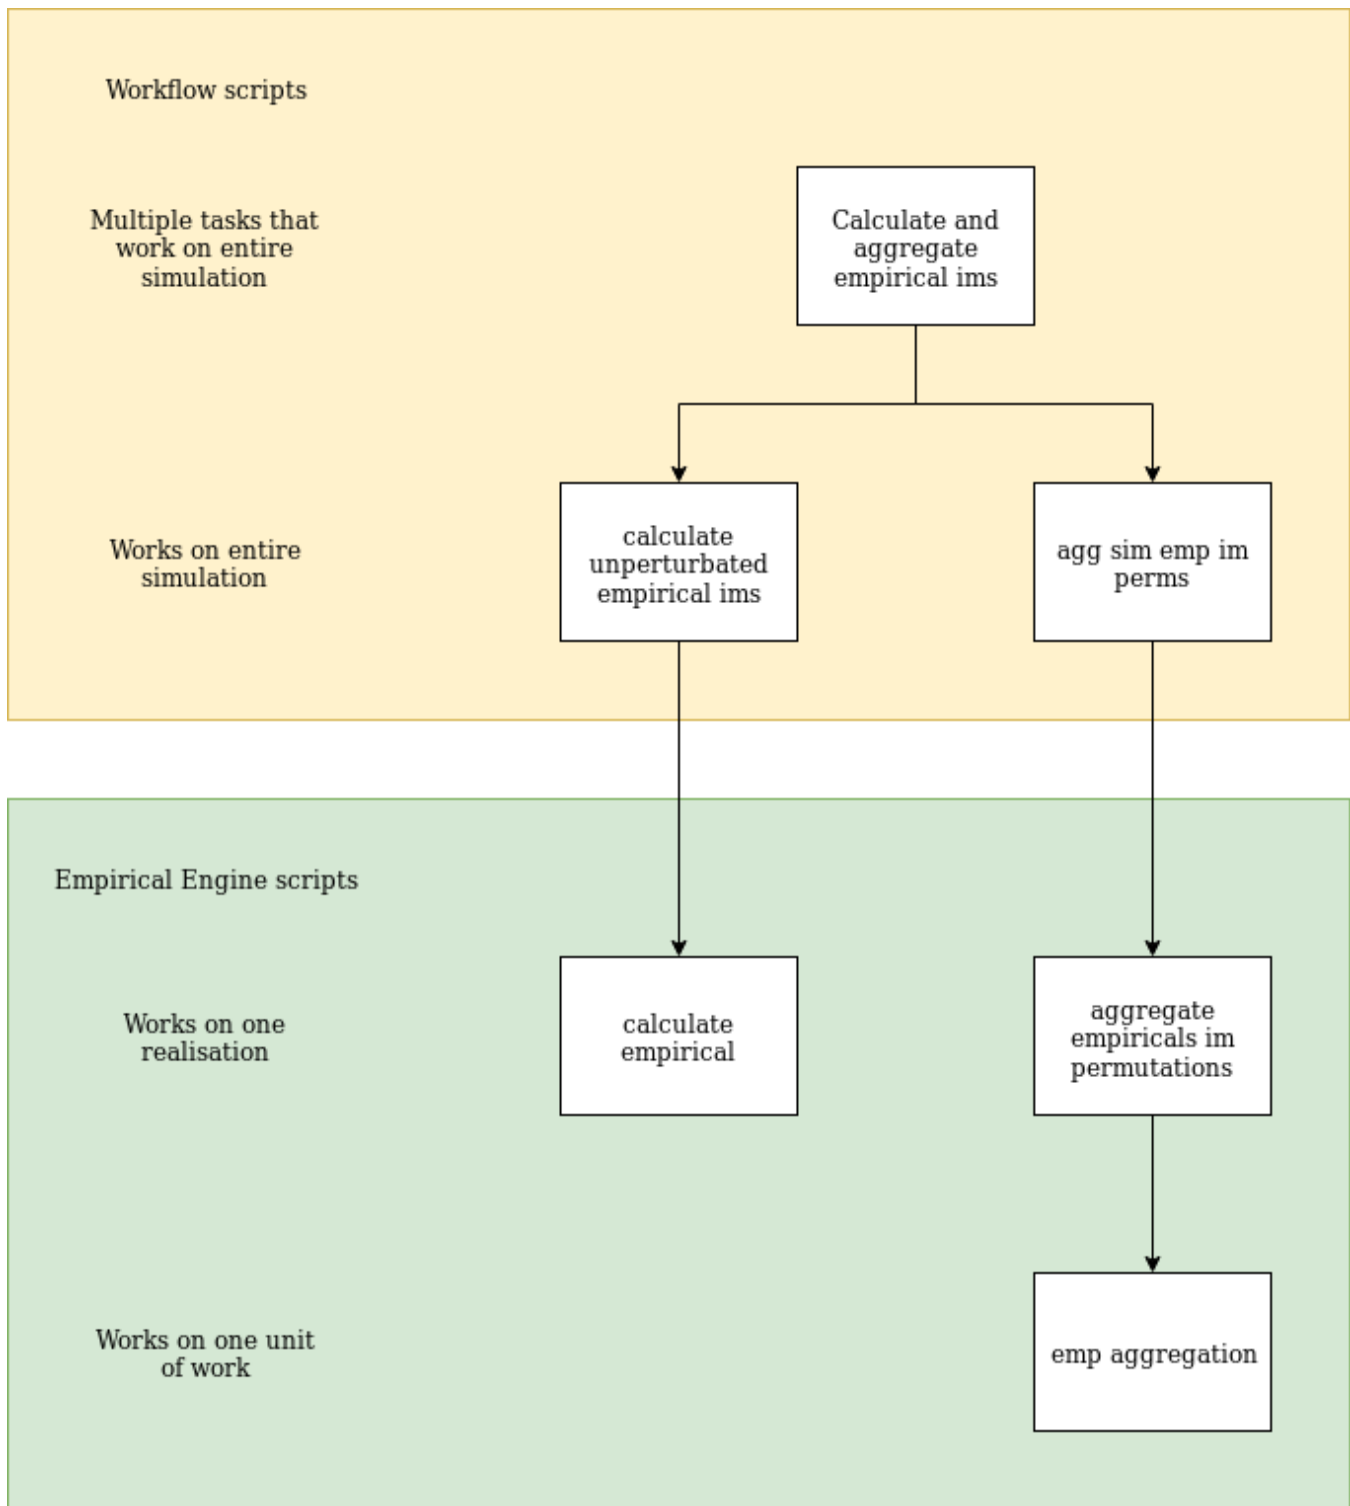 Workflow scripts
Multiple tasks that
work on entire
simulation
Calculate and
aggregate
empirical ims
Works on entire
simulation
calculate
unperturbated
empirical ims
agg sim emp im
perms
Empirical Engine scripts
Works on one
realisation
calculate
empirical
aggregate
empiricals im
permutations
Works on one unit
of work
emp aggregation